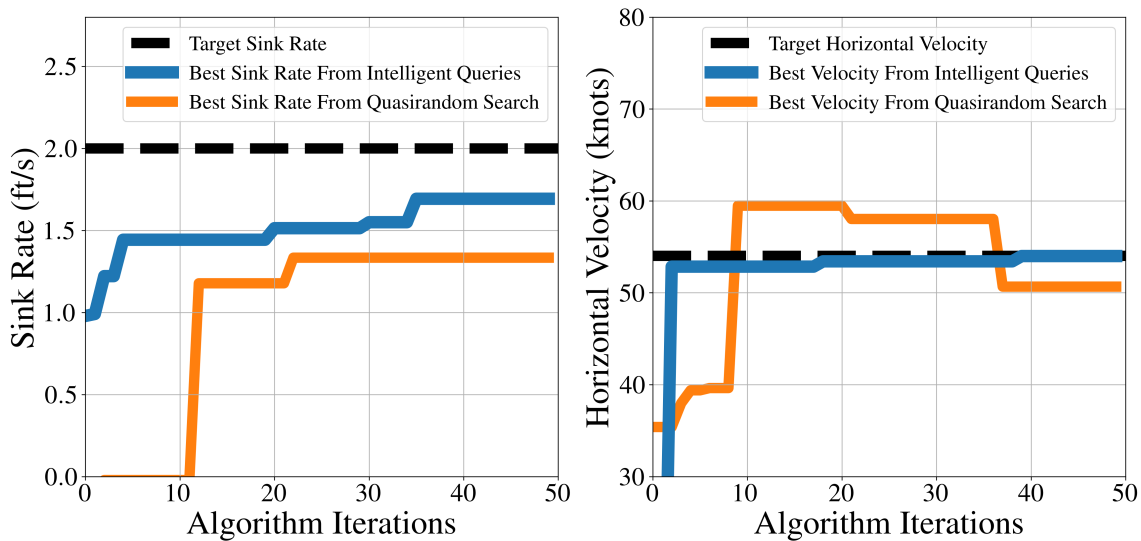 Target Sink Rate
Best Sink Rate From Intelligent Queries
Best Sink Rate From Quasirandom Search
Sink Rate (ft/s)
2.5
2.0
1.5
1.0
0.5
0.0
0 10 20 30 40 50
Algorithm Iterations
Target Horizontal Velocity
Best Velocity From Intelligent Queries
Best Velocity From Quasirandom Search
Horizontal Velocity (knots)
80
70
60
50
40
30
0 10 20 30 40 50
Algorithm Iterations